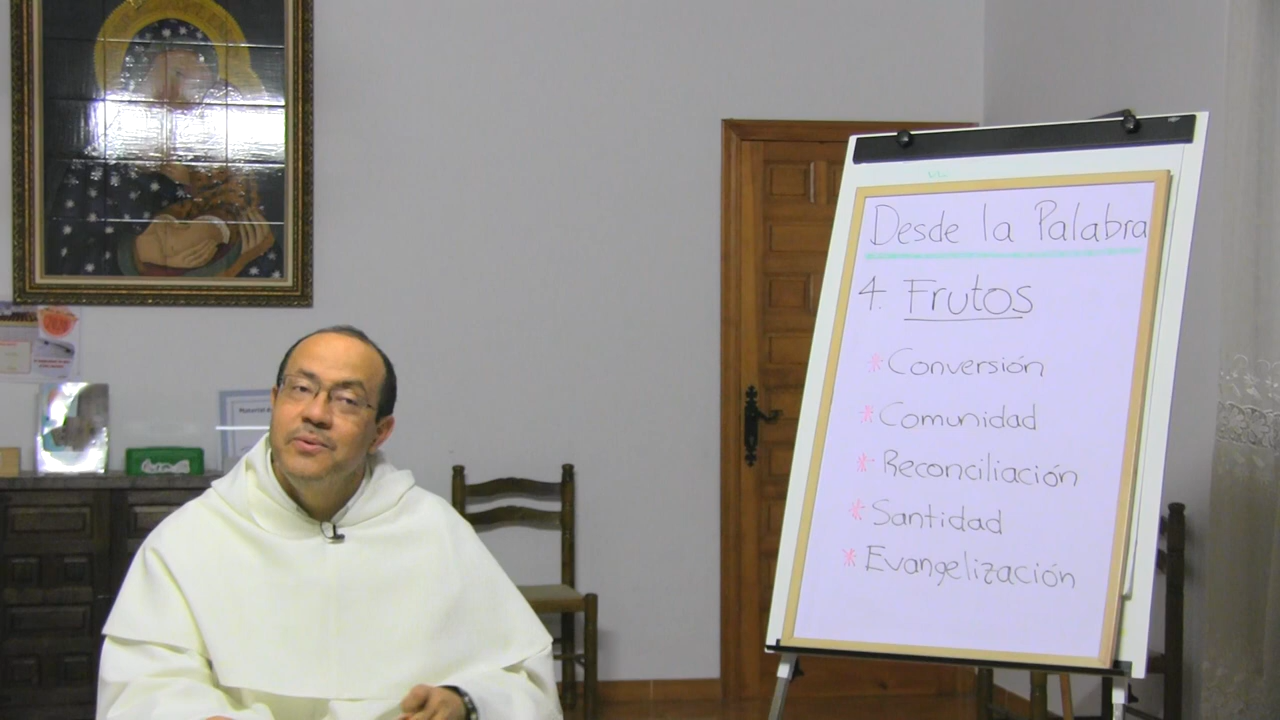 Desde la Palabra
4. Frutos
* Conversión
* Comunidad
* Reconciliación
* Santidad
* Evangelización